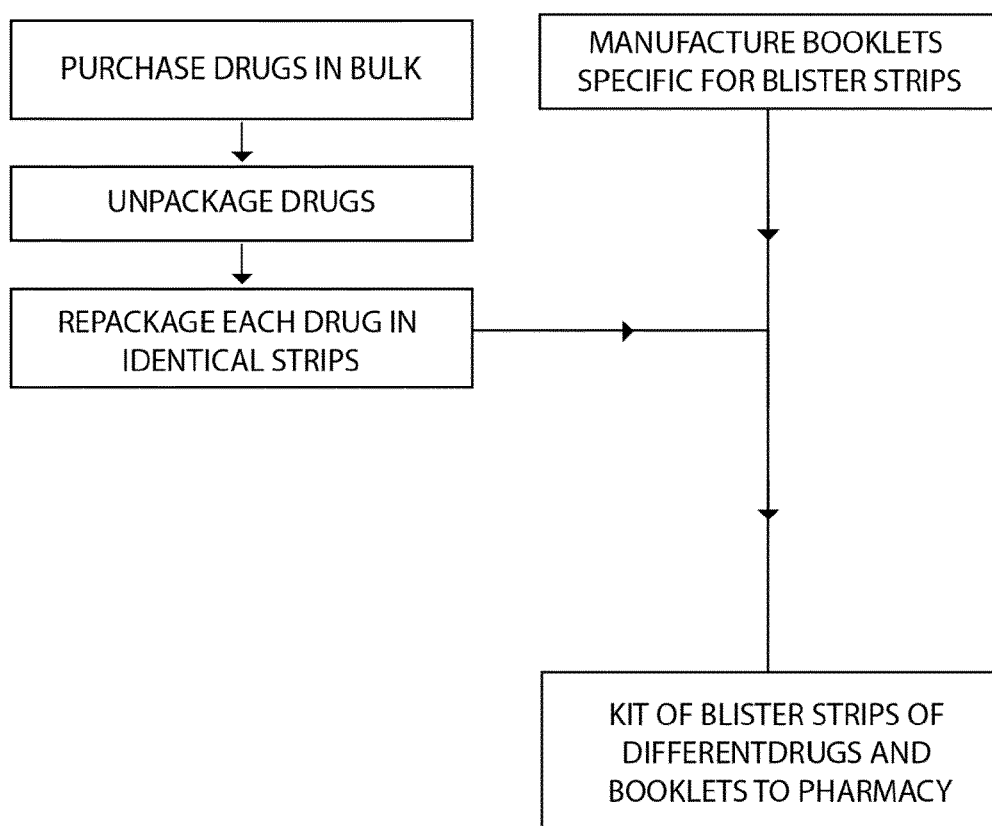 PURCHASE DRUGS IN BULK
UNPACKAGE DRUGS
REPACKAGE EACH DRUG IN
IDENTICAL STRIPS
MANUFACTURE BOOKLETS
SPECIFIC FOR BLISTER STRIPS
KIT OF BLISTER STRIPS OF
DIFFERENTDRUGS AND
BOOKLETS TO PHARMACY